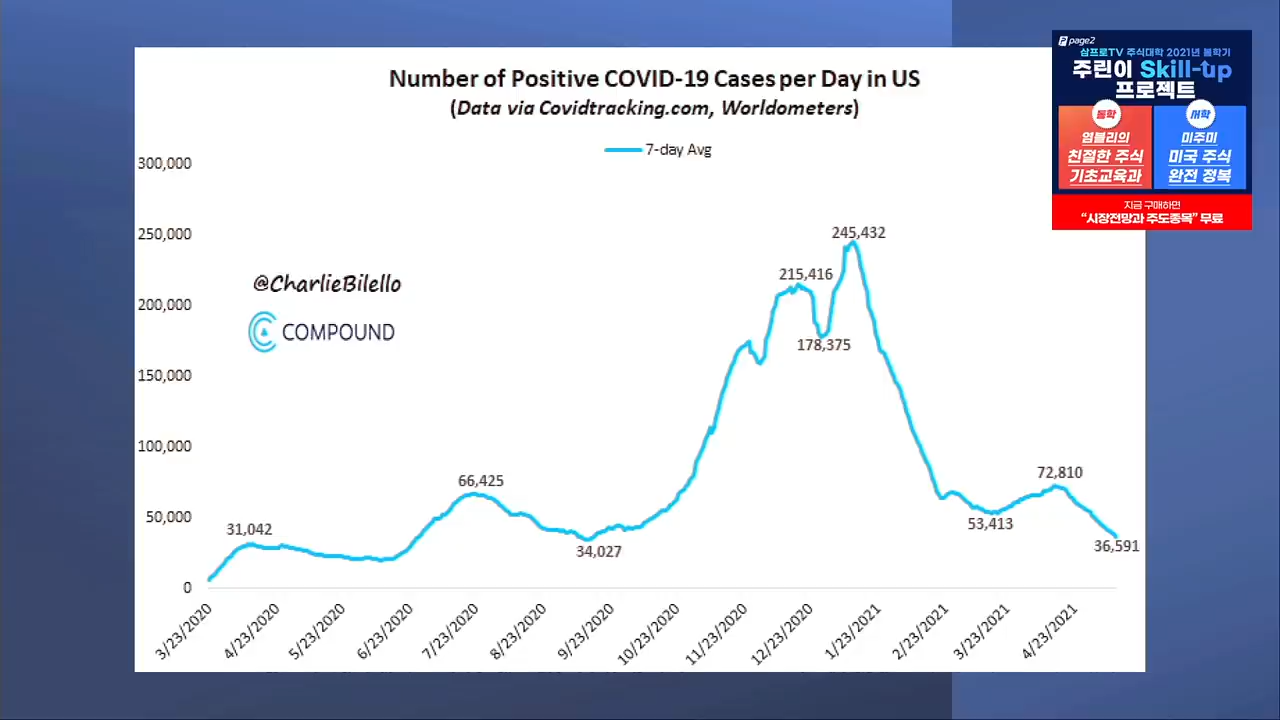 Number of Positive COVID-19 Cases per Day in US
(Data via Covidtracking.com, Worldometers)
7-day Avg
300,000
250,000
200,000
150,000
100,000
50,000
0
@CharlieBilello
COMPOUND
31,042
66,425
34,027
215,416
178,375
245,432
53,413
72,810
36,591
3/23/2020
4/23/2020
5/23/2020
6/23/2020
7/23/2020
8/23/2020
9/23/2020
10/23/2020
11/23/2020
12/23/2020
1/23/2021
2/23/2021
3/23/2021
4/23/2021
page2
삼프로TV 주식대학 2021년 봄학기
주린이 Skill-up
프로젝트
염블리의
친절한 주식
기초교육과
미주미
미국 주식
완전 정복
지금 구매하면
“시장전망과 주도종목” 무료